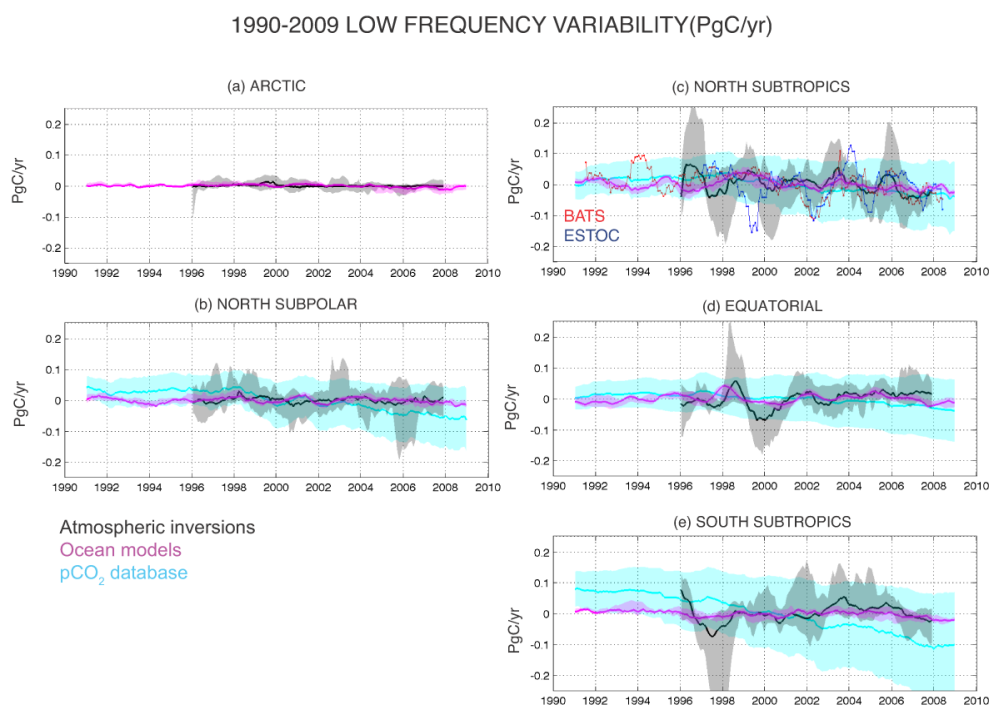 1990-2009 LOW FREQUENCY VARIABILITY(PgC/yr)
(a) ARCTIC
PgC/yr
0.2
0.1
0
-0.1
-0.2
1990 1992 1994 1996 1998 2000 2002 2004 2006 2008 2010
(c) NORTH SUBTROPICS
PgC/yr
0.2
0.1
0
-0.1
-0.2
BATS
ESTOC
1990 1992 1994 1996 1998 2000 2002 2004 2006 2008 2010
(b) NORTH SUBPOLAR
PgC/yr
0.2
0.1
0
-0.1
-0.2
1990 1992 1994 1996 1998 2000 2002 2004 2006 2008 2010
(d) EQUATORIAL
PgC/yr
0.2
0.1
0
-0.1
-0.2
1990 1992 1994 1996 1998 2000 2002 2004 2006 2008 2010
Atmospheric inversions
Ocean models
pCO₂ database
(e) SOUTH SUBTROPICS
PgC/yr
0.2
0.1
0
-0.1
-0.2
1990 1992 1994 1996 1998 2000 2002 2004 2006 2008 2010